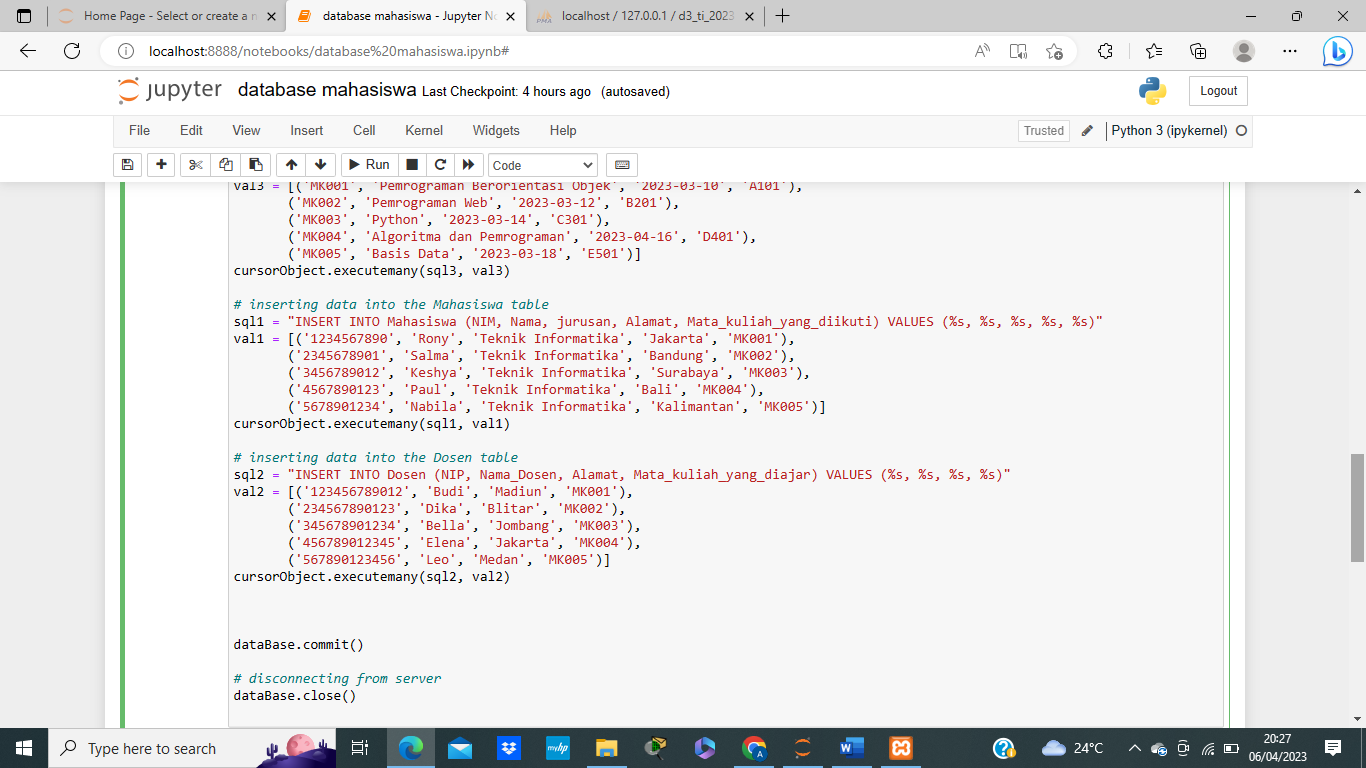 Home Page - Select or create a n
database mahasiswa - Jupyter No
localhost / 127.0.0.1 / d3_ti_2023
localhost:8888/notebooks/database%20mahasiswa.ipynb#
jupyter database mahasiswa Last Checkpoint: 4 hours ago (autosaved)
Logout
File Edit View Insert Cell Kernel Widgets Help
Trusted
Python 3 (ipykernel)
Run
Code
val3 = [('MK001', 'Pemrograman Berorientasi Objek', '2023-03-10', 'A101'),
('MK002', 'Pemrograman Web', '2023-03-12', 'B201'),
('MK003', 'Python', '2023-03-14', 'C301'),
('MK004', 'Algoritma dan Pemrograman', '2023-04-16', 'D401'),
('MK005', 'Basis Data', '2023-03-18', 'E501')]
cursorObject.executemany(sql3, val3)
# inserting data into the Mahasiswa table
sql1 = "INSERT INTO Mahasiswa (NIM, Nama, jurusan, Alamat, Mata_kuliah_yang_diikuti) VALUES (%s, %s, %s, %s, %s)"
val1 = [('1234567890', 'Rony', 'Teknik Informatika', 'Jakarta', 'MK001'),
('2345678901', 'Salma', 'Teknik Informatika', 'Bandung', 'MK002'),
('3456789012', 'Keshya', 'Teknik Informatika', 'Surabaya', 'MK003'),
('4567890123', 'Paul', 'Teknik Informatika', 'Bali', 'MK004'),
('5678901234', 'Nabila', 'Teknik Informatika', 'Kalimantan', 'MK005')]
cursorObject.executemany(sql1, val1)
# inserting data into the Dosen table
sql2 = "INSERT INTO Dosen (NIP, Nama_Dosen, Alamat, Mata_kuliah_yang_diajar) VALUES (%s, %s, %s, %s)"
val2 = [('123456789012', 'Budi', 'Madiun', 'MK001'),
('234567890123', 'Dika', 'Blitar', 'MK002'),
('345678901234', 'Bella', 'Jombang', 'MK003'),
('456789012345', 'Elena', 'Jakarta', 'MK004'),
('567890123456', 'Leo', 'Medan', 'MK005')]
cursorObject.executemany(sql2, val2)
dataBase.commit()
# disconnecting from server
dataBase.close()
Type here to search
24°C
20:27
06/04/2023